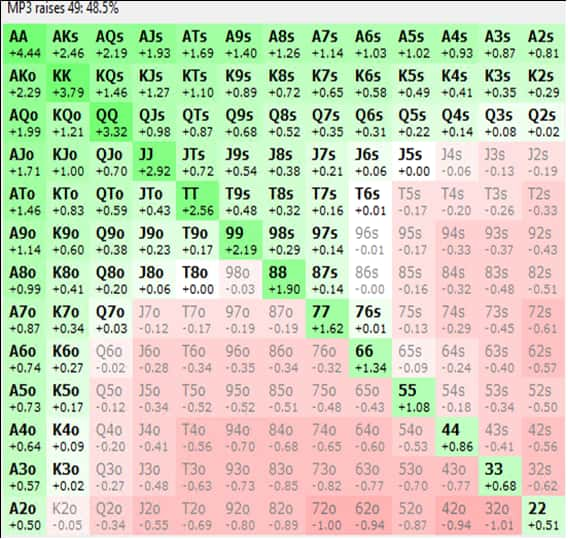 MP3 raises 49: 48.5%
AA AKs AQs AJs ATs A9s A8s A7s A6s A5s A4s A3s A2s
+4.44 +2.46 +2.19 +1.93 +1.69 +1.40 +1.26 +1.14 +1.03 +1.02 +0.93 +0.87 +0.81
AKo KK KQs KJs KTs K9s K8s K7s K6s K5s K4s K3s K2s
+2.29 +3.79 +1.46 +1.27 +1.10 +0.89 +0.72 +0.65 +0.58 +0.49 +0.41 +0.35 +0.29
AQo KQo QQ QJs QTs Q9s Q8s Q7s Q6s Q5s Q4s Q3s Q2s
+1.99 +1.21 +3.32 +0.98 +0.87 +0.68 +0.52 +0.35 +0.31 +0.22 +0.14 +0.08 +0.02
AJo KJo QJo JJ JTs J9s J8s J7s J6s J5s J4s J3s J2s
+1.71 +1.00 +0.70 +2.92 +0.72 +0.54 +0.38 +0.21 +0.06 +0.00 -0.06 -0.13 -0.19
ATo KTo QTo JTo TT T9s T8s T7s T6s T5s T4s T3s T2s
+1.46 +0.83 +0.59 +0.43 +2.56 +0.48 +0.32 +0.16 +0.01 -0.17 -0.20 -0.26 -0.33
A9o K9o Q9o J9o T9o 99 98s 97s 96s 95s 94s 93s 92s
+1.14 +0.60 +0.38 +0.23 +0.17 +2.19 +0.29 +0.14 -0.01 -0.17 -0.33 -0.37 -0.43
A8o K8o Q8o J8o T8o 98o 88 87s 86s 85s 84s 83s 82s
+0.99 +0.41 +0.20 +0.06 +0.00 -0.03 +1.90 +0.14 -0.00 -0.16 -0.32 -0.48 -0.51
A7o K7o Q7o J7o T7o 97o 87o 77 76s 75s 74s 73s 72s
+0.87 +0.34 +0.03 -0.12 -0.17 -0.19 -0.19 +1.62 +0.01 -0.13 -0.29 -0.45 -0.61
A6o K6o Q6o J6o T6o 96o 86o 76o 66 65s 64s 63s 62s
+0.74 +0.27 -0.02 -0.28 -0.34 -0.35 -0.34 -0.32 +1.34 -0.09 -0.24 -0.40 -0.57
A5o K5o Q5o J5o T5o 95o 85o 75o 65o 55 54s 53s 52s
+0.73 +0.17 -0.12 -0.34 -0.52 -0.52 -0.51 -0.48 -0.43 +1.08 -0.18 -0.34 -0.50
A4o K4o Q4o J4o T4o 94o 84o 74o 64o 54o 44 43s 42s
+0.64 +0.09 -0.20 -0.41 -0.56 -0.70 -0.68 -0.65 -0.60 -0.53 +0.86 -0.41 -0.56
A3o K3o Q3o J3o T3o 93o 83o 73o 63o 53o 43o 33 32s
+0.57 +0.02 -0.27 -0.48 -0.63 -0.73 -0.85 -0.82 -0.77 -0.70 -0.77 +0.68 -0.62
A2o K2o Q2o J2o T2o 92o 82o 72o 62o 52o 42o 32o 22
+0.50 -0.05 -0.34 -0.55 -0.69 -0.80 -0.89 -1.00 -0.94 -0.87 -0.94 -1.01 +0.51